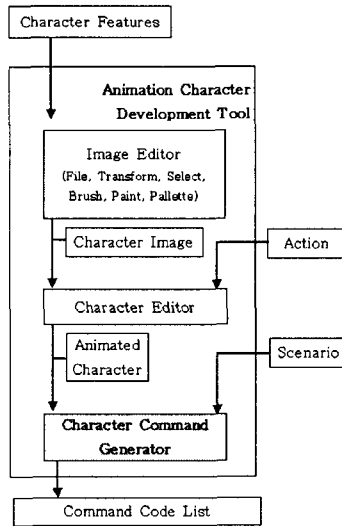 Character Features
Animation Character
Development Tool
Image Editor
(File, Transform, Select,
Brush, Paint, Pallette)
Character Image
Action
Character Editor
Animated
Character
Scenario
Character Command
Generator
Command Code List